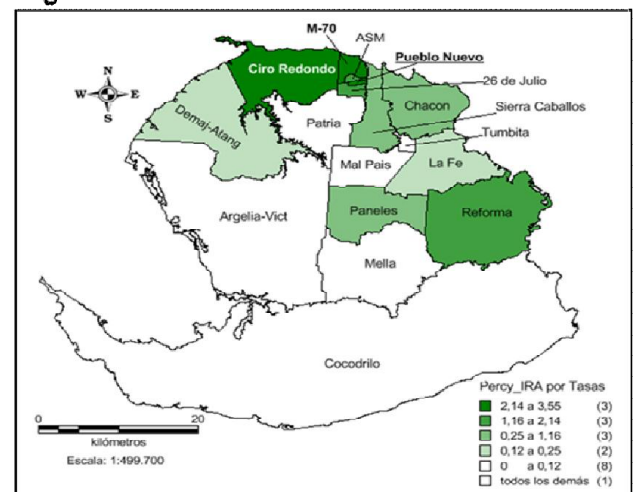 M-70
ASM
Pueblo Nuevo
Ciro Redondo
26 de Julio
N
W E
S
Chacon
Sierra Caballos
Demaj-Atang
Patria
Tumbita
Mal Pais
La Fe
Argelia-Vict
Paneles
Reforma
Mella
Cocodrilo
Percy_IRA por Tasas
2,14 a 3,55 (3)
1,16 a 2,14 (3)
0,25 a 1,16 (3)
0,12 a 0,25 (2)
0 a 0,12 (8)
todos los demás (1)
0 20
kilómetros
Escala: 1:499.700